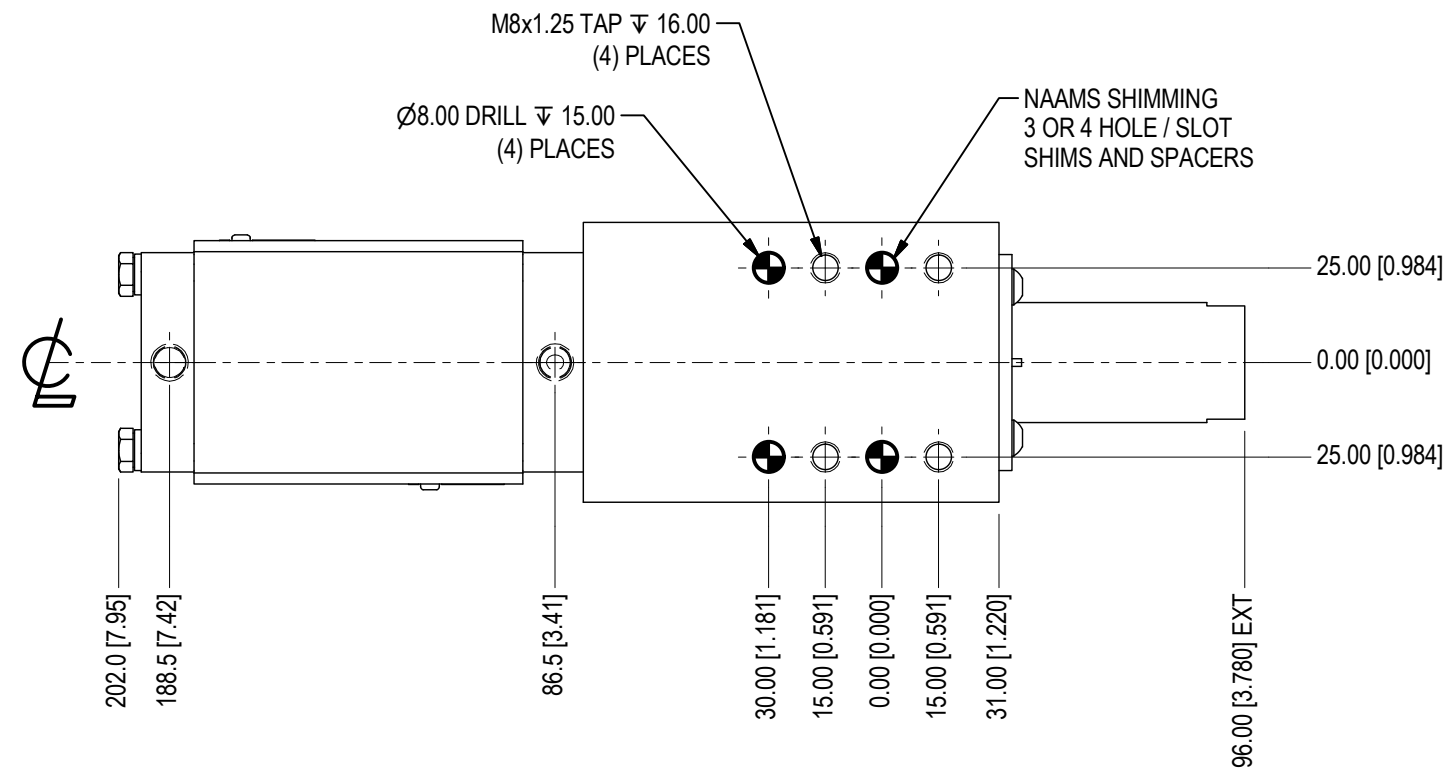 M8x1.25 TAP ↧ 16.00
(4) PLACES
Ø8.00 DRILL ↧ 15.00
(4) PLACES
NAAMS SHIMMING
3 OR 4 HOLE / SLOT
SHIMS AND SPACERS
25.00 [0.984]
0.00 [0.000]
25.00 [0.984]
202.0 [7.95]
188.5 [7.42]
86.5 [3.41]
30.00 [1.181]
15.00 [0.591]
0.00 [0.000]
15.00 [0.591]
31.00 [1.220]
96.00 [3.780] EXT